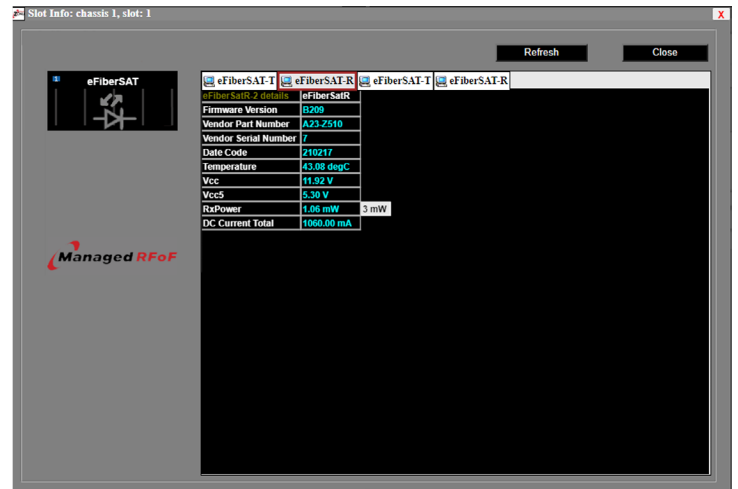 Slot Info: chassis 1, slot: 1
X
Refresh Close
1 eFiberSAT
eFiberSAT-T eFiberSAT-R eFiberSAT-T eFiberSAT-R
eFiberSatR-2 details eFiberSatR
Firmware Version B209
Vendor Part Number A23-Z510
Vendor Serial Number 7
Date Code 210217
Temperature 43.08 degC
Vcc 11.92 V
Vcc5 5.30 V
RxPower 1.06 mW 3 mW
DC Current Total 1060.00 mA
Managed RFoF